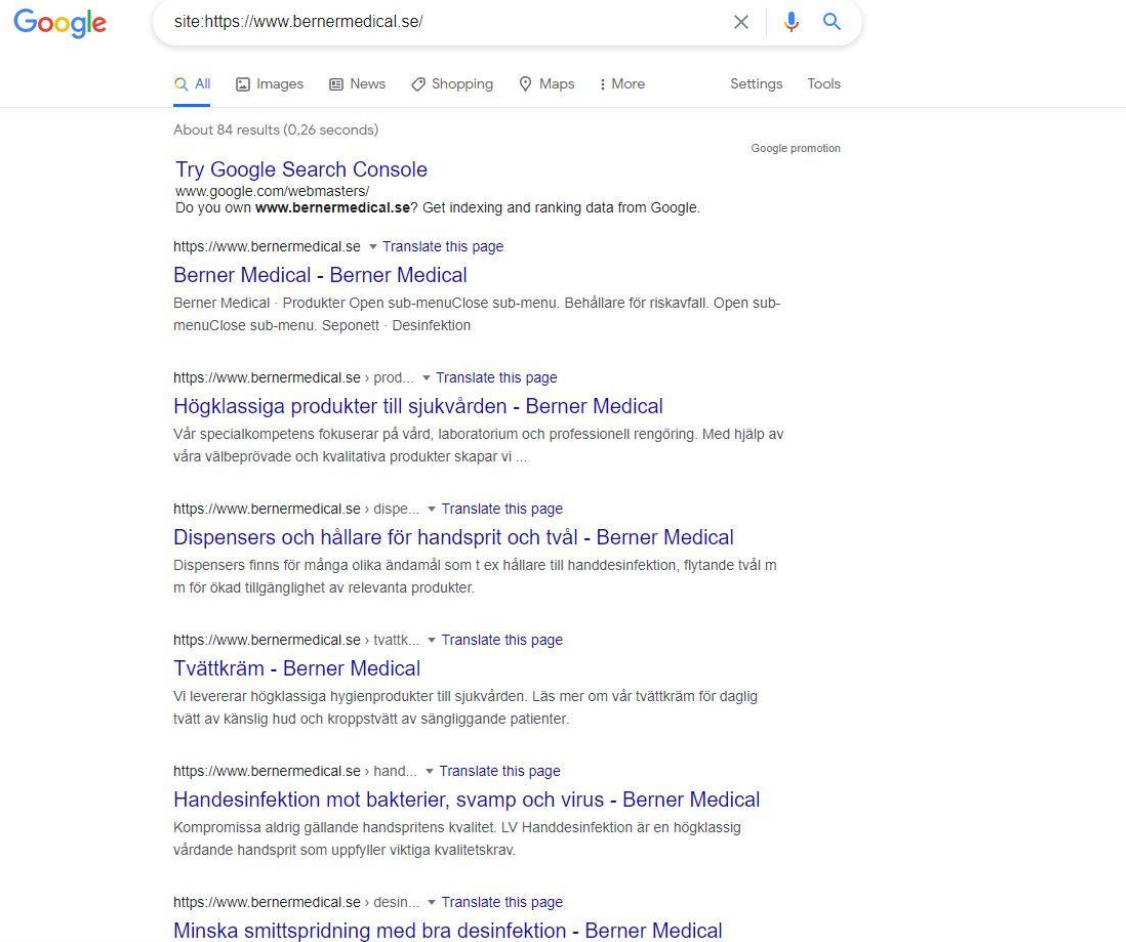 Google
site:https://www.bernermedical.se/
All Images News Shopping Maps More Settings Tools
About 84 results (0,26 seconds)
Google promotion
Try Google Search Console
www.google.com/webmasters/
Do you own www.bernermedical.se? Get indexing and ranking data from Google.
https://www.bernermedical.se Translate this page
Berner Medical - Berner Medical
Berner Medical · Produkter Open sub-menuClose sub-menu. Behållare för riskavfall. Open sub-
menuClose sub-menu. Seponett · Desinfektion
https://www.bernermedical.se › prod... Translate this page
Högklassiga produkter till sjukvården - Berner Medical
Vår specialkompetens fokuserar på vård, laboratorium och professionell rengöring. Med hjälp av
våra välbeprövade och kvalitativa produkter skapar vi ...
https://www.bernermedical.se › dispe... Translate this page
Dispensers och hållare för handsprit och tvål - Berner Medical
Dispensers finns för många olika ändamål som t ex hållare till handdesinfektion, flytande tvål m
m för ökad tillgänglighet av relevanta produkter.
https://www.bernermedical.se › tvattk... Translate this page
Tvättkräm - Berner Medical
Vi levererar högklassiga hygienprodukter till sjukvården. Läs mer om vår tvättkräm för daglig
tvätt av känslig hud och kroppstvätt av sängliggande patienter.
https://www.bernermedical.se › hand... Translate this page
Handesinfektion mot bakterier, svamp och virus - Berner Medical
Kompromissa aldrig gällande handspritens kvalitet. LV Handdesinfektion är en högklassig
vårdande handsprit som uppfyller viktiga kvalitetskrav.
https://www.bernermedical.se › desin... Translate this page
Minska smittspridning med bra desinfektion - Berner Medical